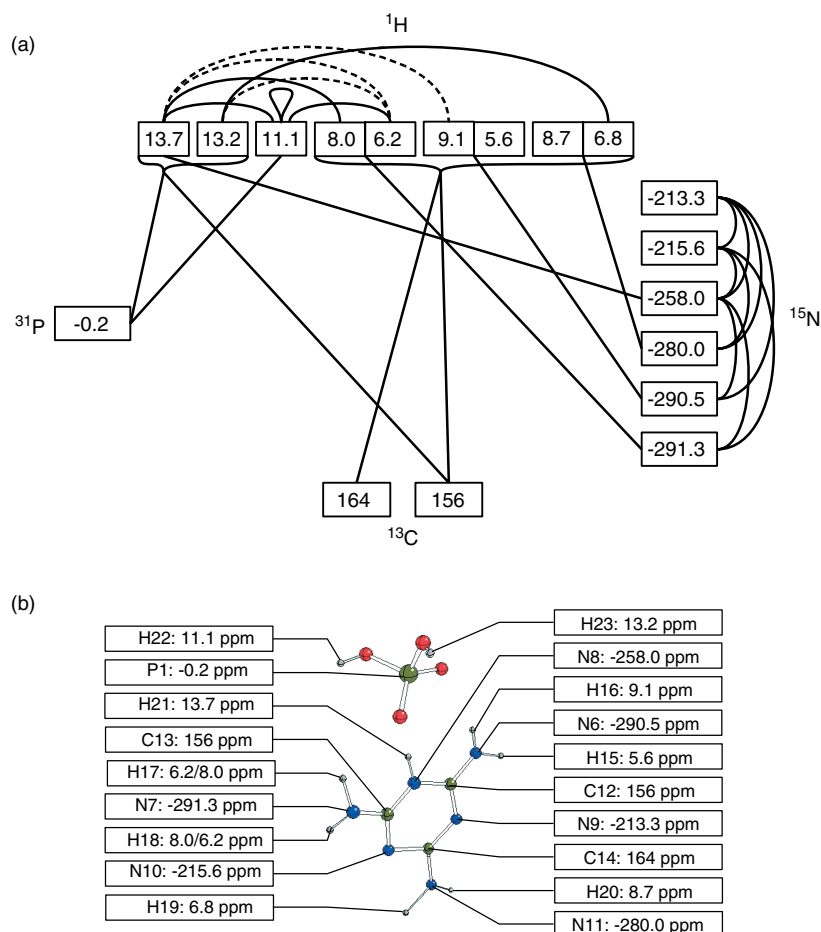 (a)
¹H
13.7 13.2 11.1 8.0 6.2 9.1 5.6 8.7 6.8
-213.3
-215.6
-258.0
³¹P -0.2
¹⁵N
-280.0
-290.5
-291.3
164 156
¹³C
(b)
H22: 11.1 ppm
P1: -0.2 ppm
H21: 13.7 ppm
C13: 156 ppm
H17: 6.2/8.0 ppm
N7: -291.3 ppm
H18: 8.0/6.2 ppm
N10: -215.6 ppm
H19: 6.8 ppm
H23: 13.2 ppm
N8: -258.0 ppm
H16: 9.1 ppm
N6: -290.5 ppm
H15: 5.6 ppm
C12: 156 ppm
N9: -213.3 ppm
C14: 164 ppm
H20: 8.7 ppm
N11: -280.0 ppm